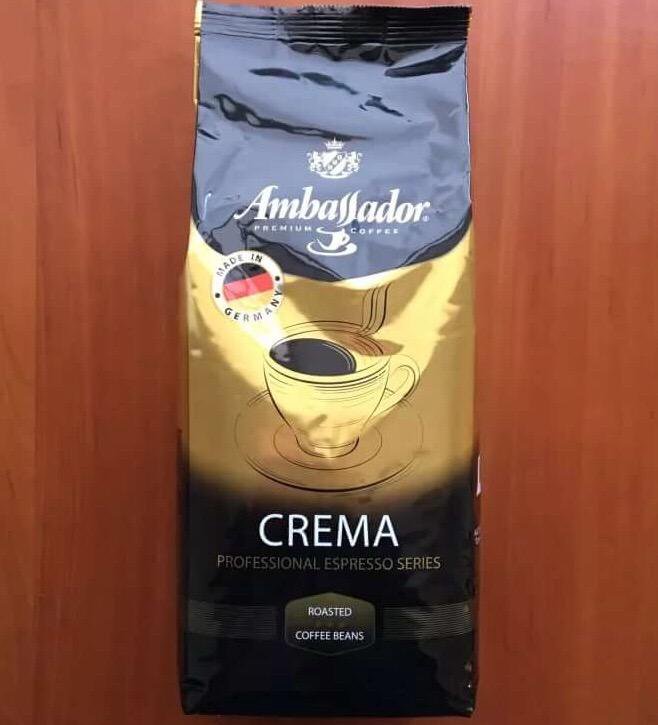 Ambassador®
PREMIUM COFFEE
MADE IN
GERMANY
CREMA
PROFESSIONAL ESPRESSO SERIES
ROASTED
COFFEE BEANS